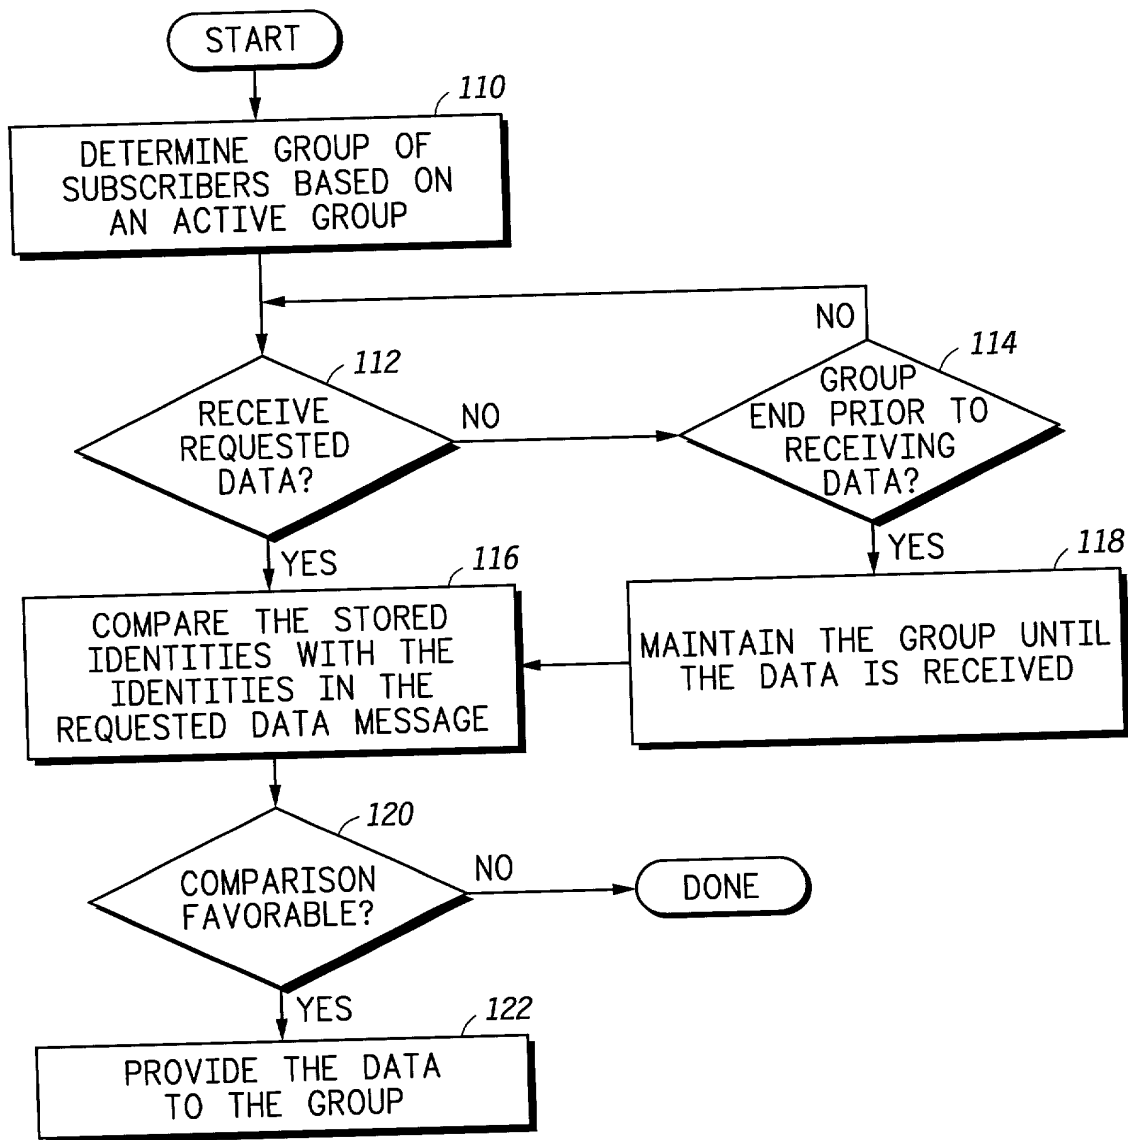 START
110
DETERMINE GROUP OF
SUBSCRIBERS BASED ON
AN ACTIVE GROUP
NO
112
114
RECEIVE
REQUESTED
DATA?
NO
GROUP
END PRIOR TO
RECEIVING
DATA?
YES
YES
116
118
COMPARE THE STORED
IDENTITIES WITH THE
IDENTITIES IN THE
REQUESTED DATA MESSAGE
MAINTAIN THE GROUP UNTIL
THE DATA IS RECEIVED
120
COMPARISON
FAVORABLE?
NO
DONE
YES
122
PROVIDE THE DATA
TO THE GROUP